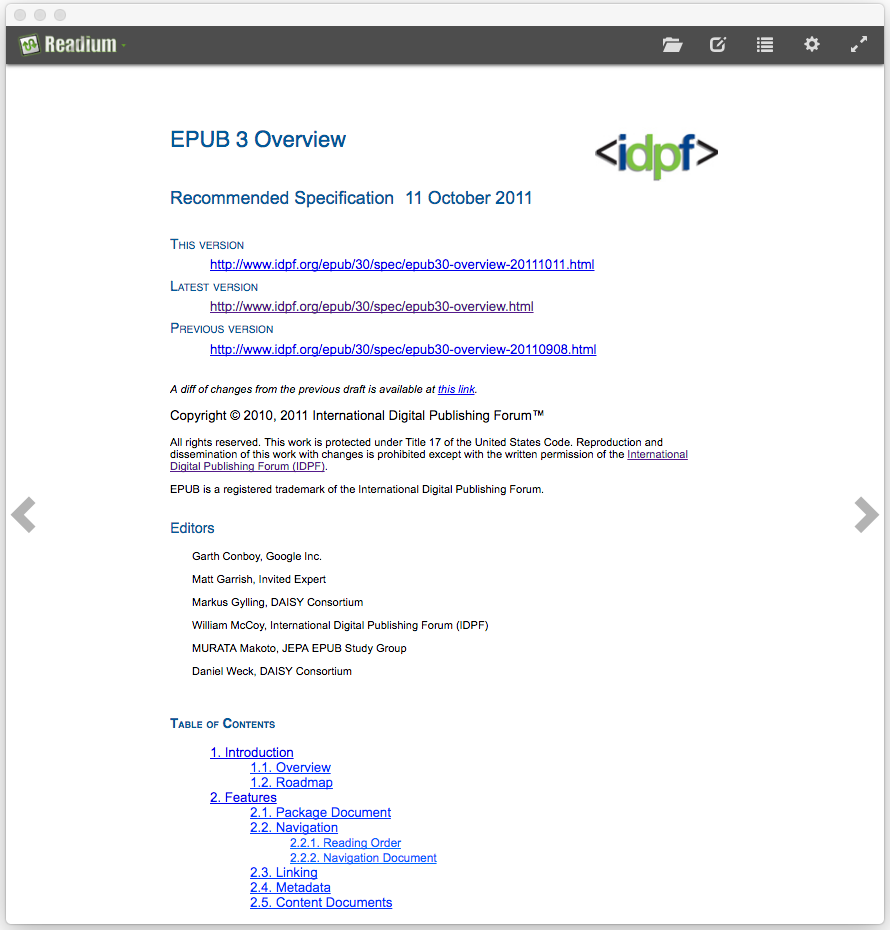 Readium
EPUB 3 Overview
<idpf>
Recommended Specification 11 October 2011
This version
http://www.idpf.org/epub/30/spec/epub30-overview-20111011.html
Latest version
http://www.idpf.org/epub/30/spec/epub30-overview.html
Previous version
http://www.idpf.org/epub/30/spec/epub30-overview-20110908.html
A diff of changes from the previous draft is available at this link.
Copyright © 2010, 2011 International Digital Publishing Forum™
All rights reserved. This work is protected under Title 17 of the United States Code. Reproduction and
dissemination of this work with changes is prohibited except with the written permission of the International
Digital Publishing Forum (IDPF).
EPUB is a registered trademark of the International Digital Publishing Forum.
Editors
Garth Conboy, Google Inc.
Matt Garrish, Invited Expert
Markus Gylling, DAISY Consortium
William McCoy, International Digital Publishing Forum (IDPF)
MURATA Makoto, JEPA EPUB Study Group
Daniel Weck, DAISY Consortium
Table of Contents
1. Introduction
1.1. Overview
1.2. Roadmap
2. Features
2.1. Package Document
2.2. Navigation
2.2.1. Reading Order
2.2.2. Navigation Document
2.3. Linking
2.4. Metadata
2.5. Content Documents